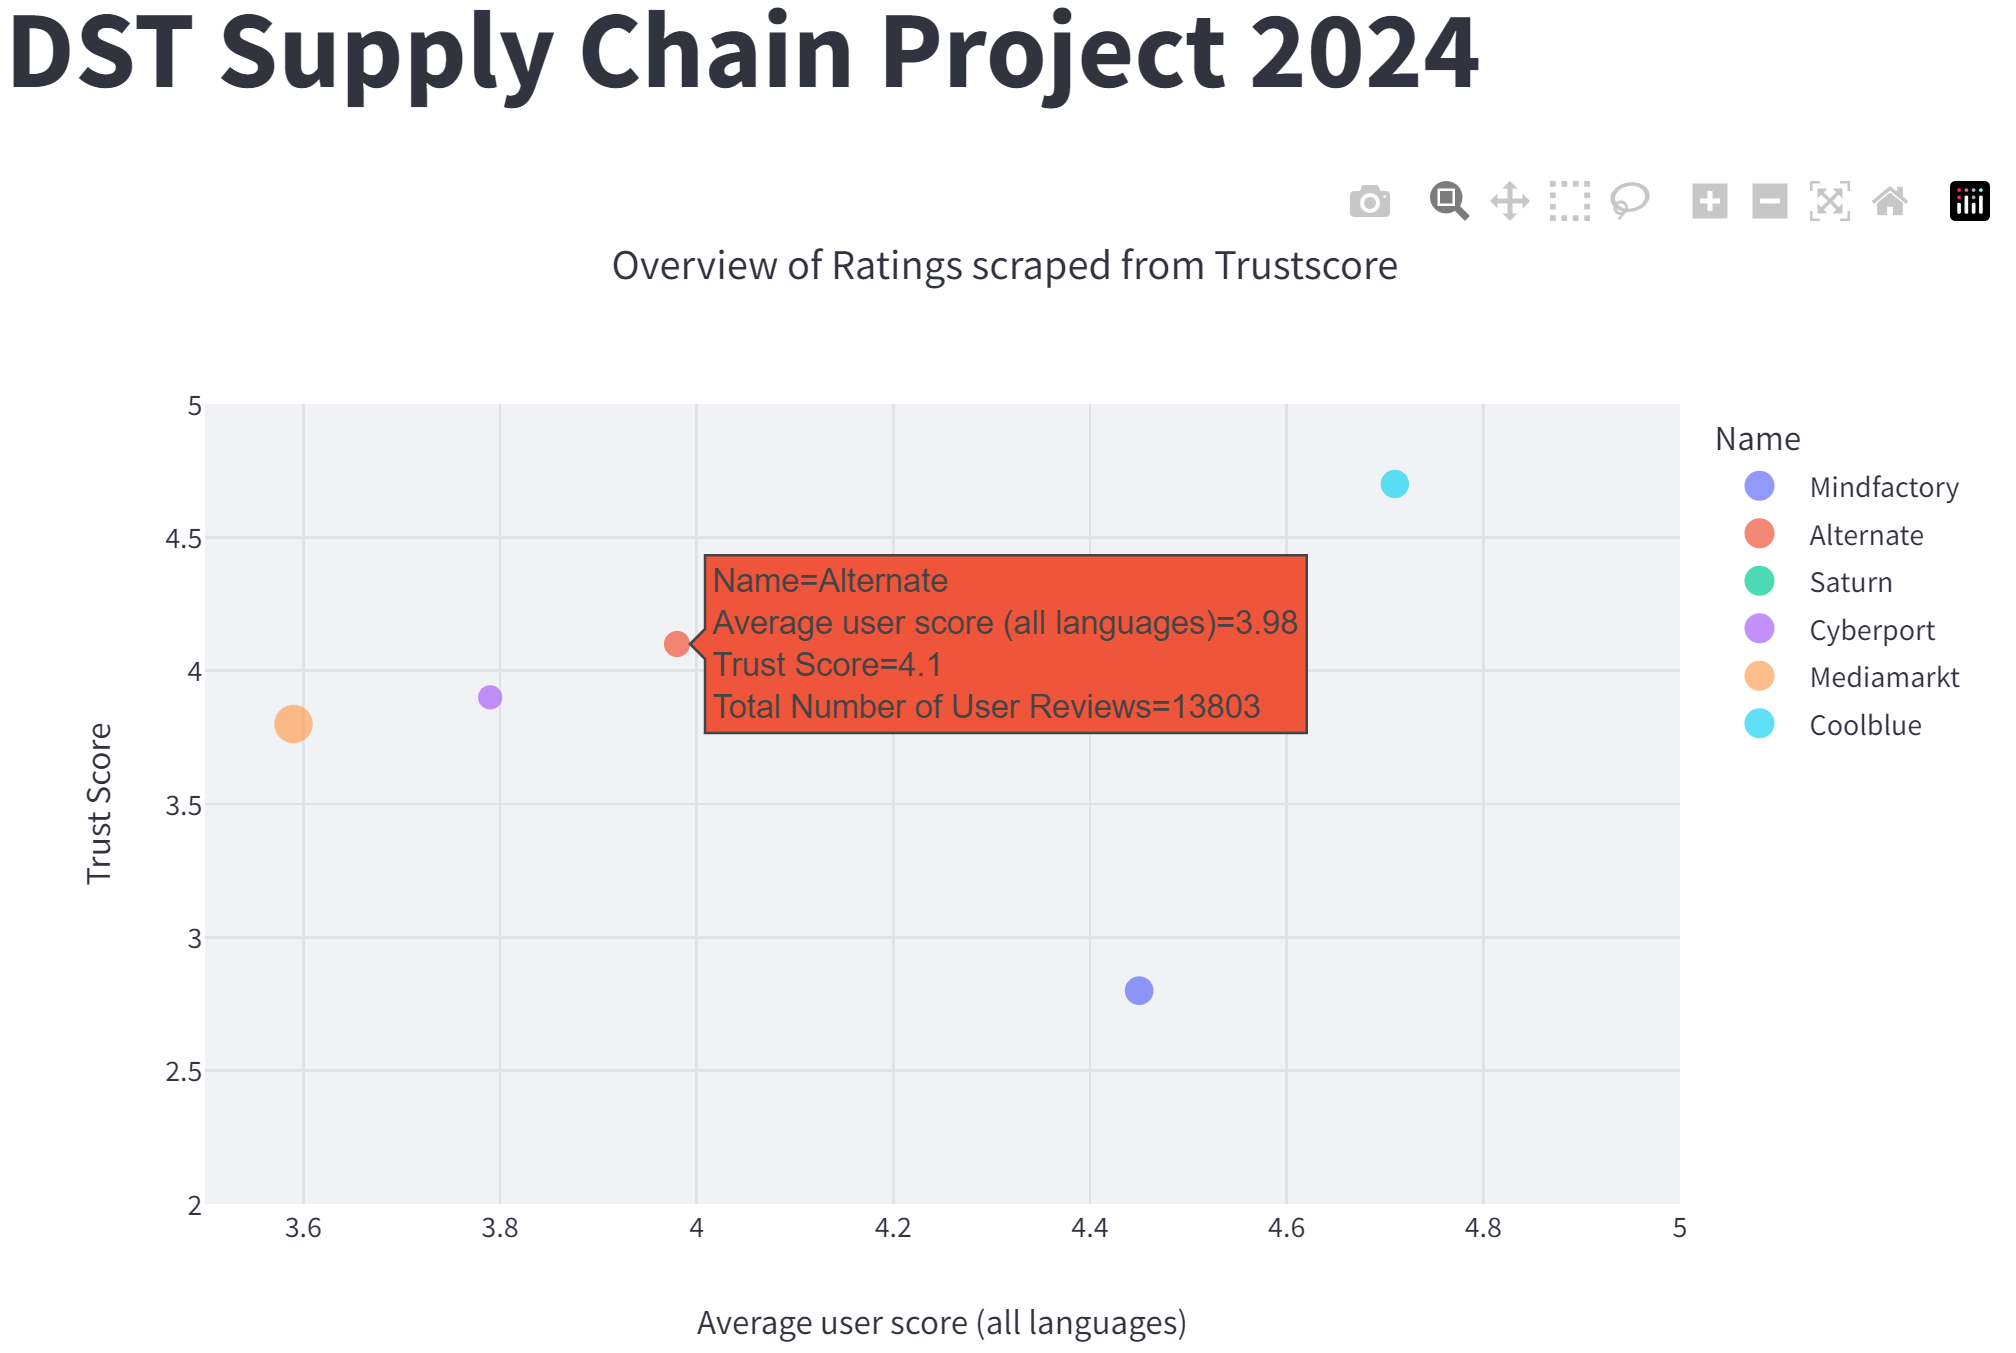 DST Supply Chain Project 2024
Overview of Ratings scraped from Trustscore
5
4.5
4
3.5
3
2.5
2
Trust Score
Name=Alternate
Average user score (all languages)=3.98
Trust Score=4.1
Total Number of User Reviews=13803
Name
Mindfactory
Alternate
Saturn
Cyberport
Mediamarkt
Coolblue
3.6 3.8 4 4.2 4.4 4.6 4.8 5
Average user score (all languages)